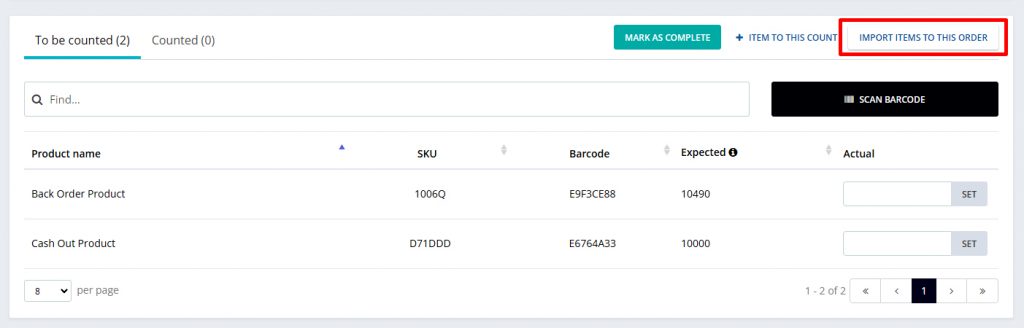 To be counted (2) Counted (0) MARK AS COMPLETE + ITEM TO THIS COUNT IMPORT ITEMS TO THIS ORDER
Find... SCAN BARCODE
Product name SKU Barcode Expected Actual
Back Order Product 1006Q E9F3CE88 10490 SET
Cash Out Product D71DDD E6764A33 10000 SET
8 per page 1 - 2 of 2 « ‹ 1 › »